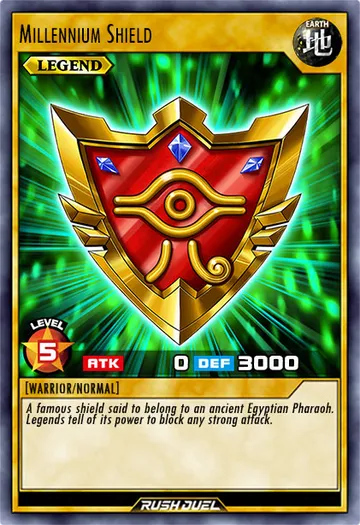 Millennium Shield
EARTH
地
LEGEND
LEVEL
5
ATK 0 DEF 3000
[WARRIOR/NORMAL]
A famous shield said to belong to an ancient Egyptian Pharaoh.
Legends tell of its power to block any strong attack.
RUSH DUEL